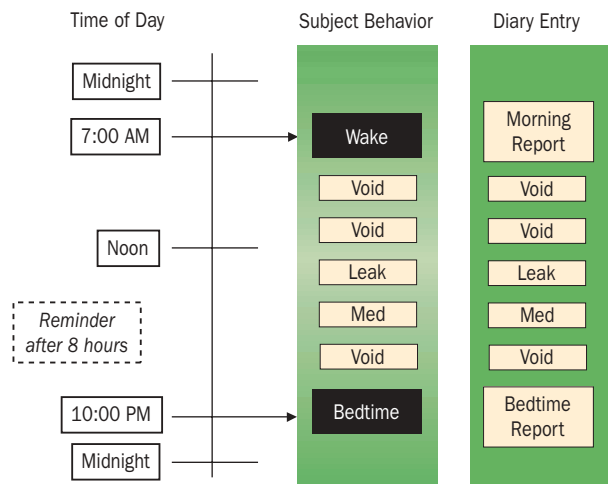 Time of Day
Subject Behavior
Diary Entry
Midnight
7:00 AM
Wake
Morning
Report
Void
Void
Void
Void
Noon
Leak
Leak
Reminder
after 8 hours
Med
Med
Void
Void
10:00 PM
Bedtime
Bedtime
Report
Midnight